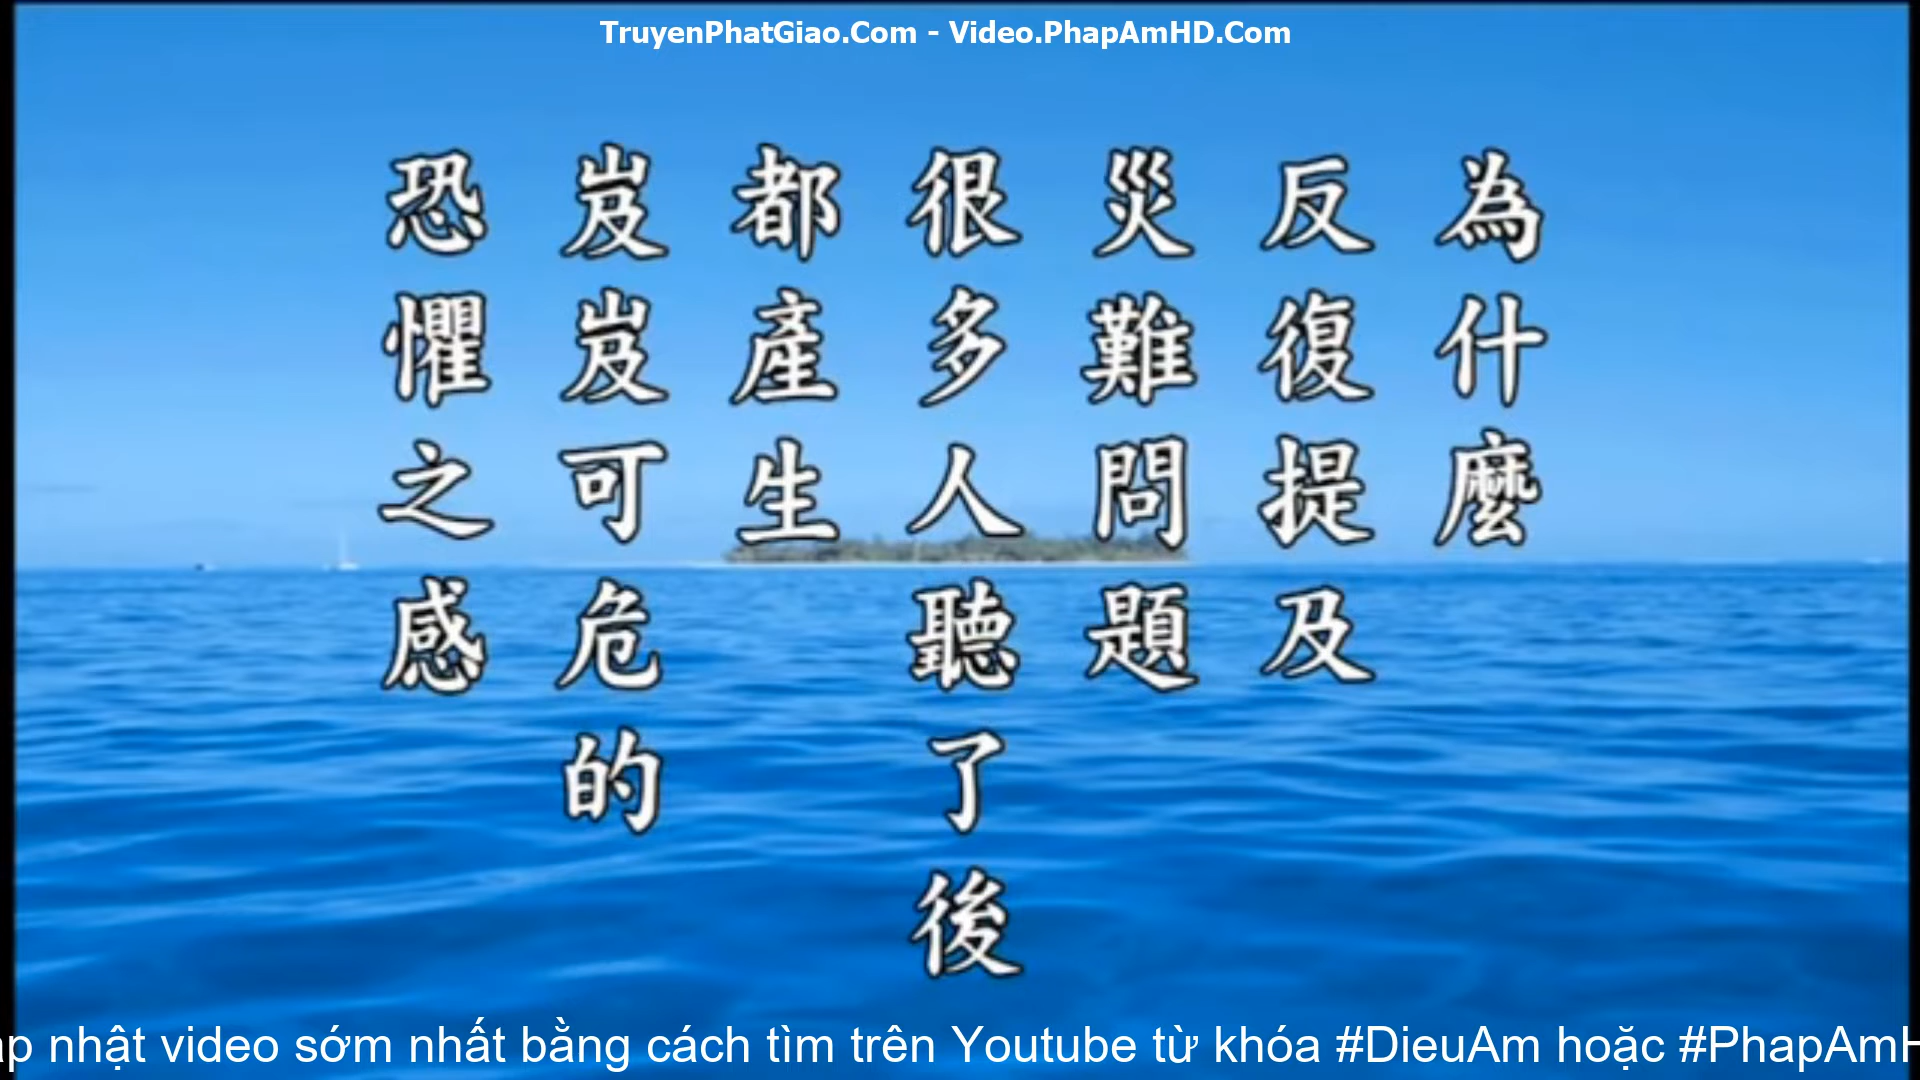 TruyenPhatGiao.Com - Video.PhapAmHD.Com
為什麼
反復提及
災難問題
很多人聽了後
都產生
岌岌可危的
恐懼之感
nhật video sớm nhất bằng cách tìm trên Youtube từ khóa #DieuAm hoặc